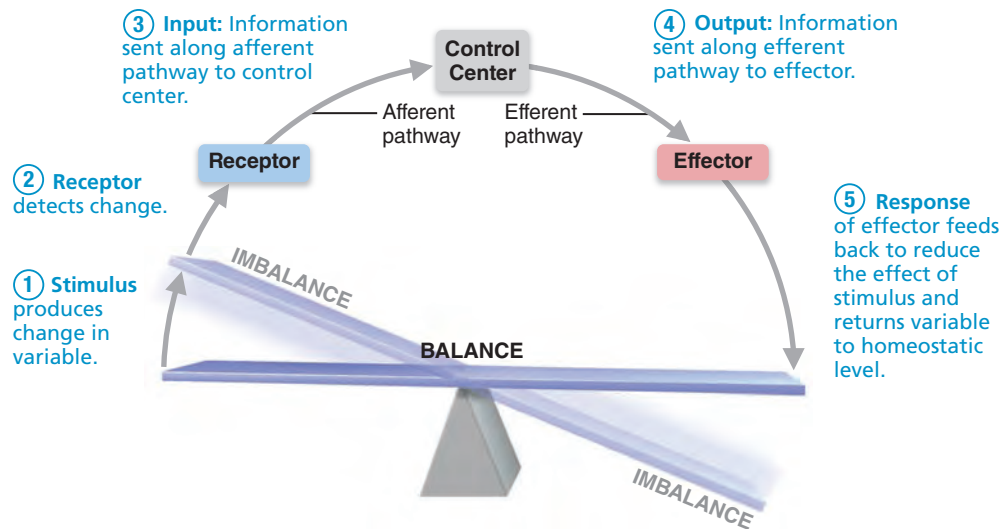 ③ Input: Information
sent along afferent
pathway to control
center.
Control
Center
④ Output: Information
sent along efferent
pathway to effector.
Afferent
pathway
Efferent
pathway
Receptor
Effector
② Receptor
detects change.
⑤ Response
of effector feeds
back to reduce
the effect of
stimulus and
returns variable
to homeostatic
level.
① Stimulus
produces
change in
variable.
IMBALANCE
BALANCE
IMBALANCE